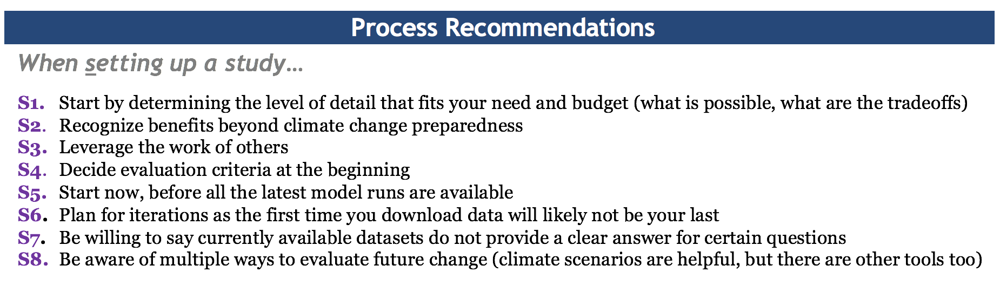 Process Recommendations
When setting up a study…
S1. Start by determining the level of detail that fits your need and budget (what is possible, what are the tradeoffs)
S2. Recognize benefits beyond climate change preparedness
S3. Leverage the work of others
S4. Decide evaluation criteria at the beginning
S5. Start now, before all the latest model runs are available
S6. Plan for iterations as the first time you download data will likely not be your last
S7. Be willing to say currently available datasets do not provide a clear answer for certain questions
S8. Be aware of multiple ways to evaluate future change (climate scenarios are helpful, but there are other tools too)